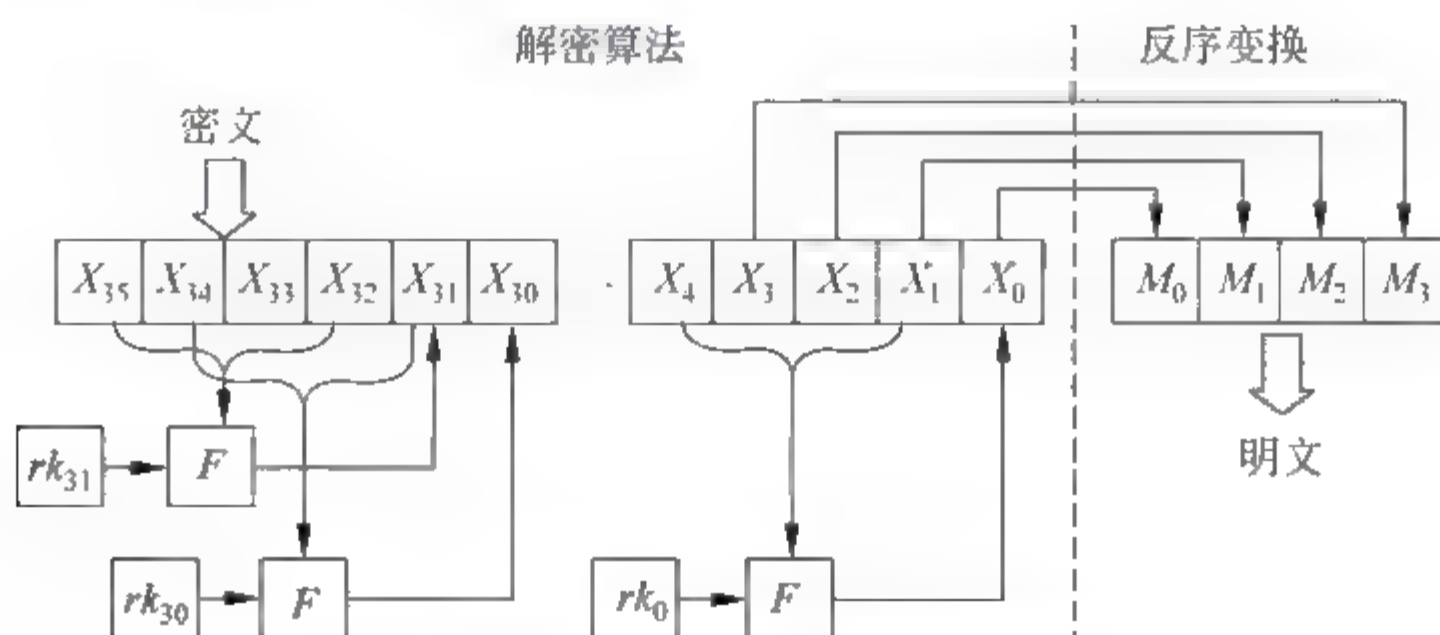 解密算法
反序变换
密文
X₃₅ X₃₄ X₃₃ X₃₂ X₃₁ X₃₀ · X₄ X₃ X₂ X₁ X₀ M₀ M₁ M₂ M₃
rk₃₁ F
明文
rk₃₀ F rk₀ F